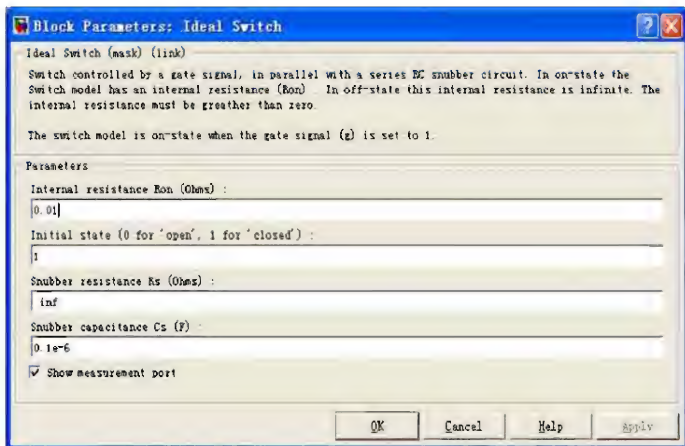 Block Parameters: Ideal Switch
Ideal Switch (mask) (link)
Switch controlled by a gate signal, in parallel with a series RC snubber circuit. In on-state the
Switch model has an internal resistance (Ron) . In off-state this internal resistance is infinite. The
internal resistance must be greather than zero.
The switch model is on-state when the gate signal (g) is set to 1.
Parameters
Internal resistance Ron (Ohms) :
0.01
Initial state (0 for 'open', 1 for 'closed') :
1
Snubber resistance Rs (Ohms) :
inf
Snubber capacitance Cs (F) :
0.1e-6
Show measurement port
OK Cancel Help Apply